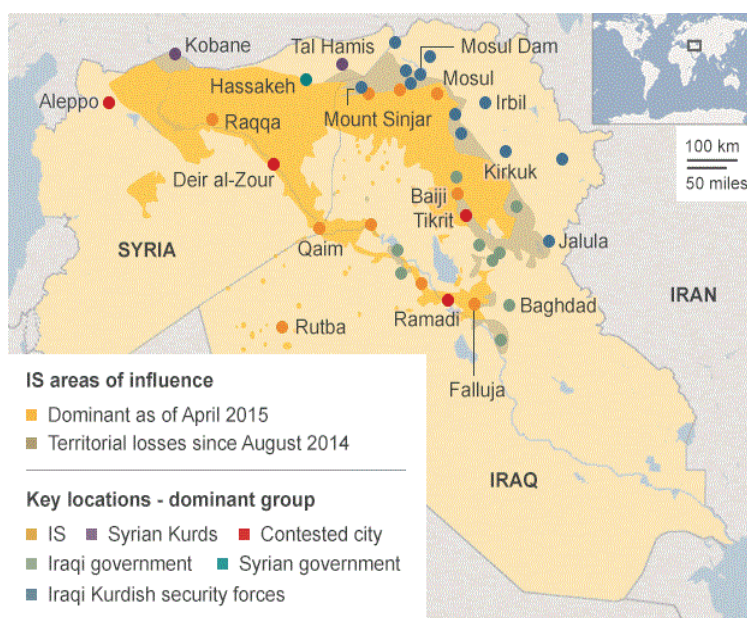 Kobane
Tal Hamis
Mosul Dam
Hassakeh
Mosul
Aleppo
Raqqa
Mount Sinjar
Irbil
100 km
50 miles
Deir al-Zour
Kirkuk
Baiji
Tikrit
SYRIA
Qaim
Jalula
IRAN
Rutba
Ramadi
Baghdad
Falluja
IRAQ
IS areas of influence
Dominant as of April 2015
Territorial losses since August 2014
Key locations - dominant group
IS Syrian Kurds Contested city
Iraqi government Syrian government
Iraqi Kurdish security forces